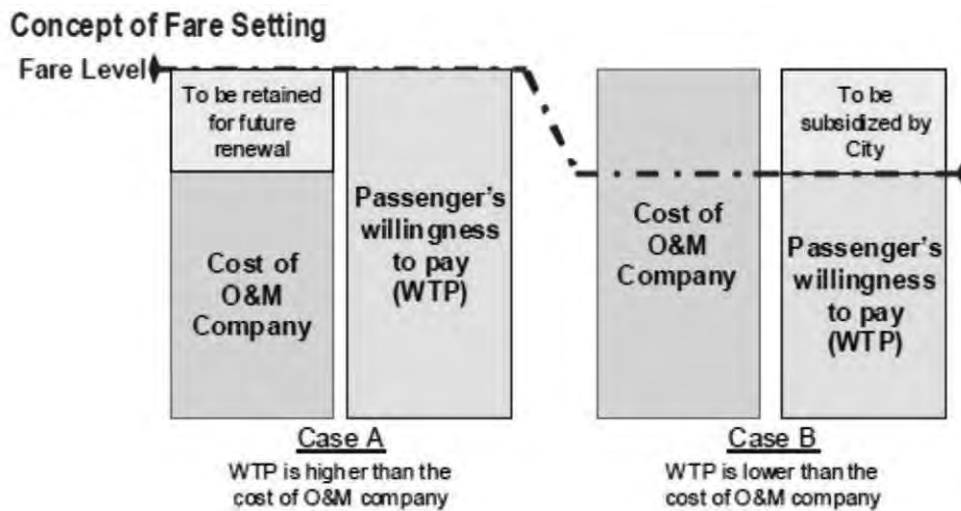 Concept of Fare Setting
Fare Level
To be retained
for future
renewal
Cost of
O&M
Company
Passenger's
willingness
to pay
(WTP)
Cost of
O&M
Company
To be
subsidized by
City
Passenger's
willingness
to pay
(WTP)
Case A
WTP is higher than the
cost of O&M company
Case B
WTP is lower than the
cost of O&M company